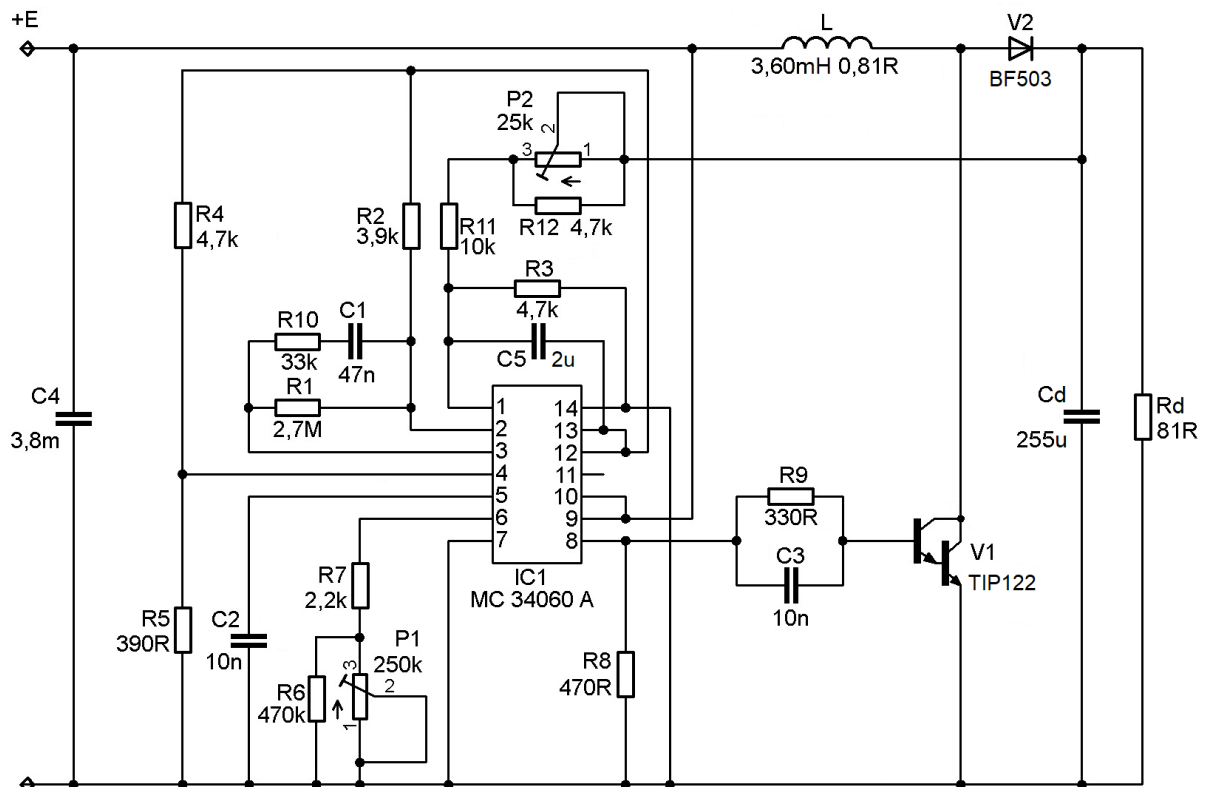 +E
L
3,60mH 0,81R
V2
BF503
P2
25k
2
3
1
R12 4,7k
R4
4,7k
R2
3,9k
R11
10k
R3
4,7k
R10
33k
C1
47n
C5 2u
R1
2,7M
C4
3,8m
Cd
255u
Rd
81R
1
2
3
4
5
6
7
14
13
12
11
10
9
8
IC1
MC 34060 A
R9
330R
C3
10n
V1
TIP122
R7
2,2k
R5
390R
C2
10n
P1
250k
3
2
1
R6
470k
R8
470R